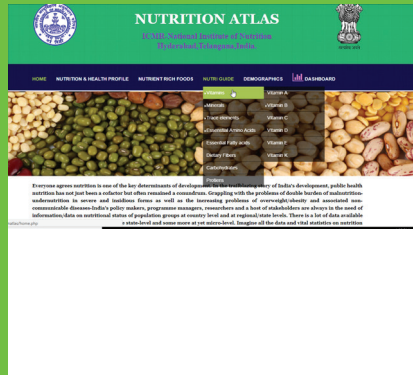 NUTRITION ATLAS
ICMR-National Institute of Nutrition
Hyderabad,Telangana,India.
HOME NUTRITION & HEALTH PROFILE NUTRIENT RICH FOODS NUTRI GUIDE DEMOGRAPHICS DASHBOARD
Vitamins Vitamin A
Minerals Vitamin B
Trace elements Vitamin C
Essential Amino Acids Vitamin D
Essential Fatty acids Vitamin E
Dietary Fibers Vitamin K
Carbohydrates
Proteins
Everyone agrees nutrition is one of the key determinants of development. In the trailblazing story of India's development, public health
nutrition has not just been a cofactor but often remained a conundrum. Grappling with the problems of double burden of malnutrition-
undernutrition in severe and insidious forms as well as the increasing problems of overweight/obesity and associated non-
communicable diseases-India's policy makers, programme managers, researchers and a host of stakeholders are always in the need of
information/data on nutritional status of population groups at country level and at regional/state levels. There is a lot of data available
e state-level and some more at yet micro-level. Imagine all the data and vital statistics on nutrition